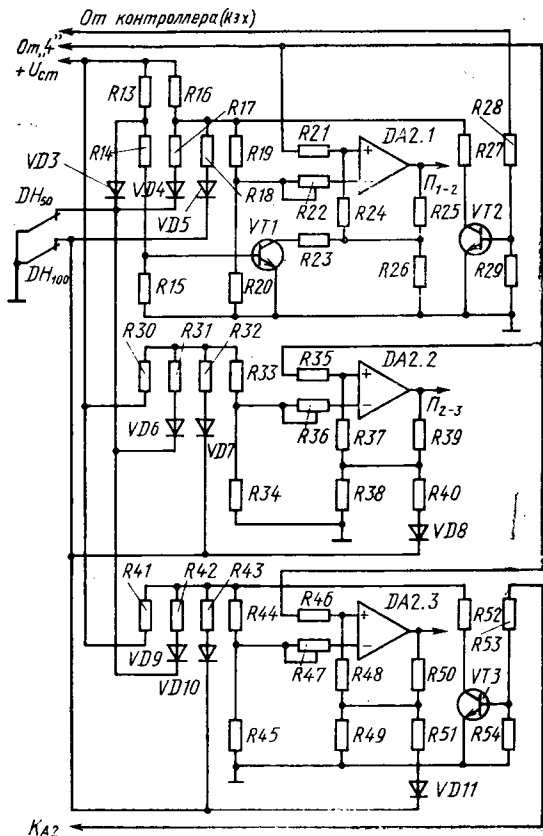 От контроллера (Кзх)
От „4"
+ Uст
R13
R16
R17
R28
R14
R19
R21
DA2.1
R27
VD3
VD4
R18
R22
П1-2
DH50
VD5
R24
R25
VT2
VT1
DH100
R23
R15
R20
R26
R29
R30
R31
R32
R33
R35
DA2.2
R36
П2-3
VD6
VD7
R37
R39
R34
R38
R40
VD8
R41
R42
R43
R44
R46
DA2.3
R52
R53
R47
VD9
VD10
R48
R50
VT3
R45
R49
R51
R54
VD11
КА2